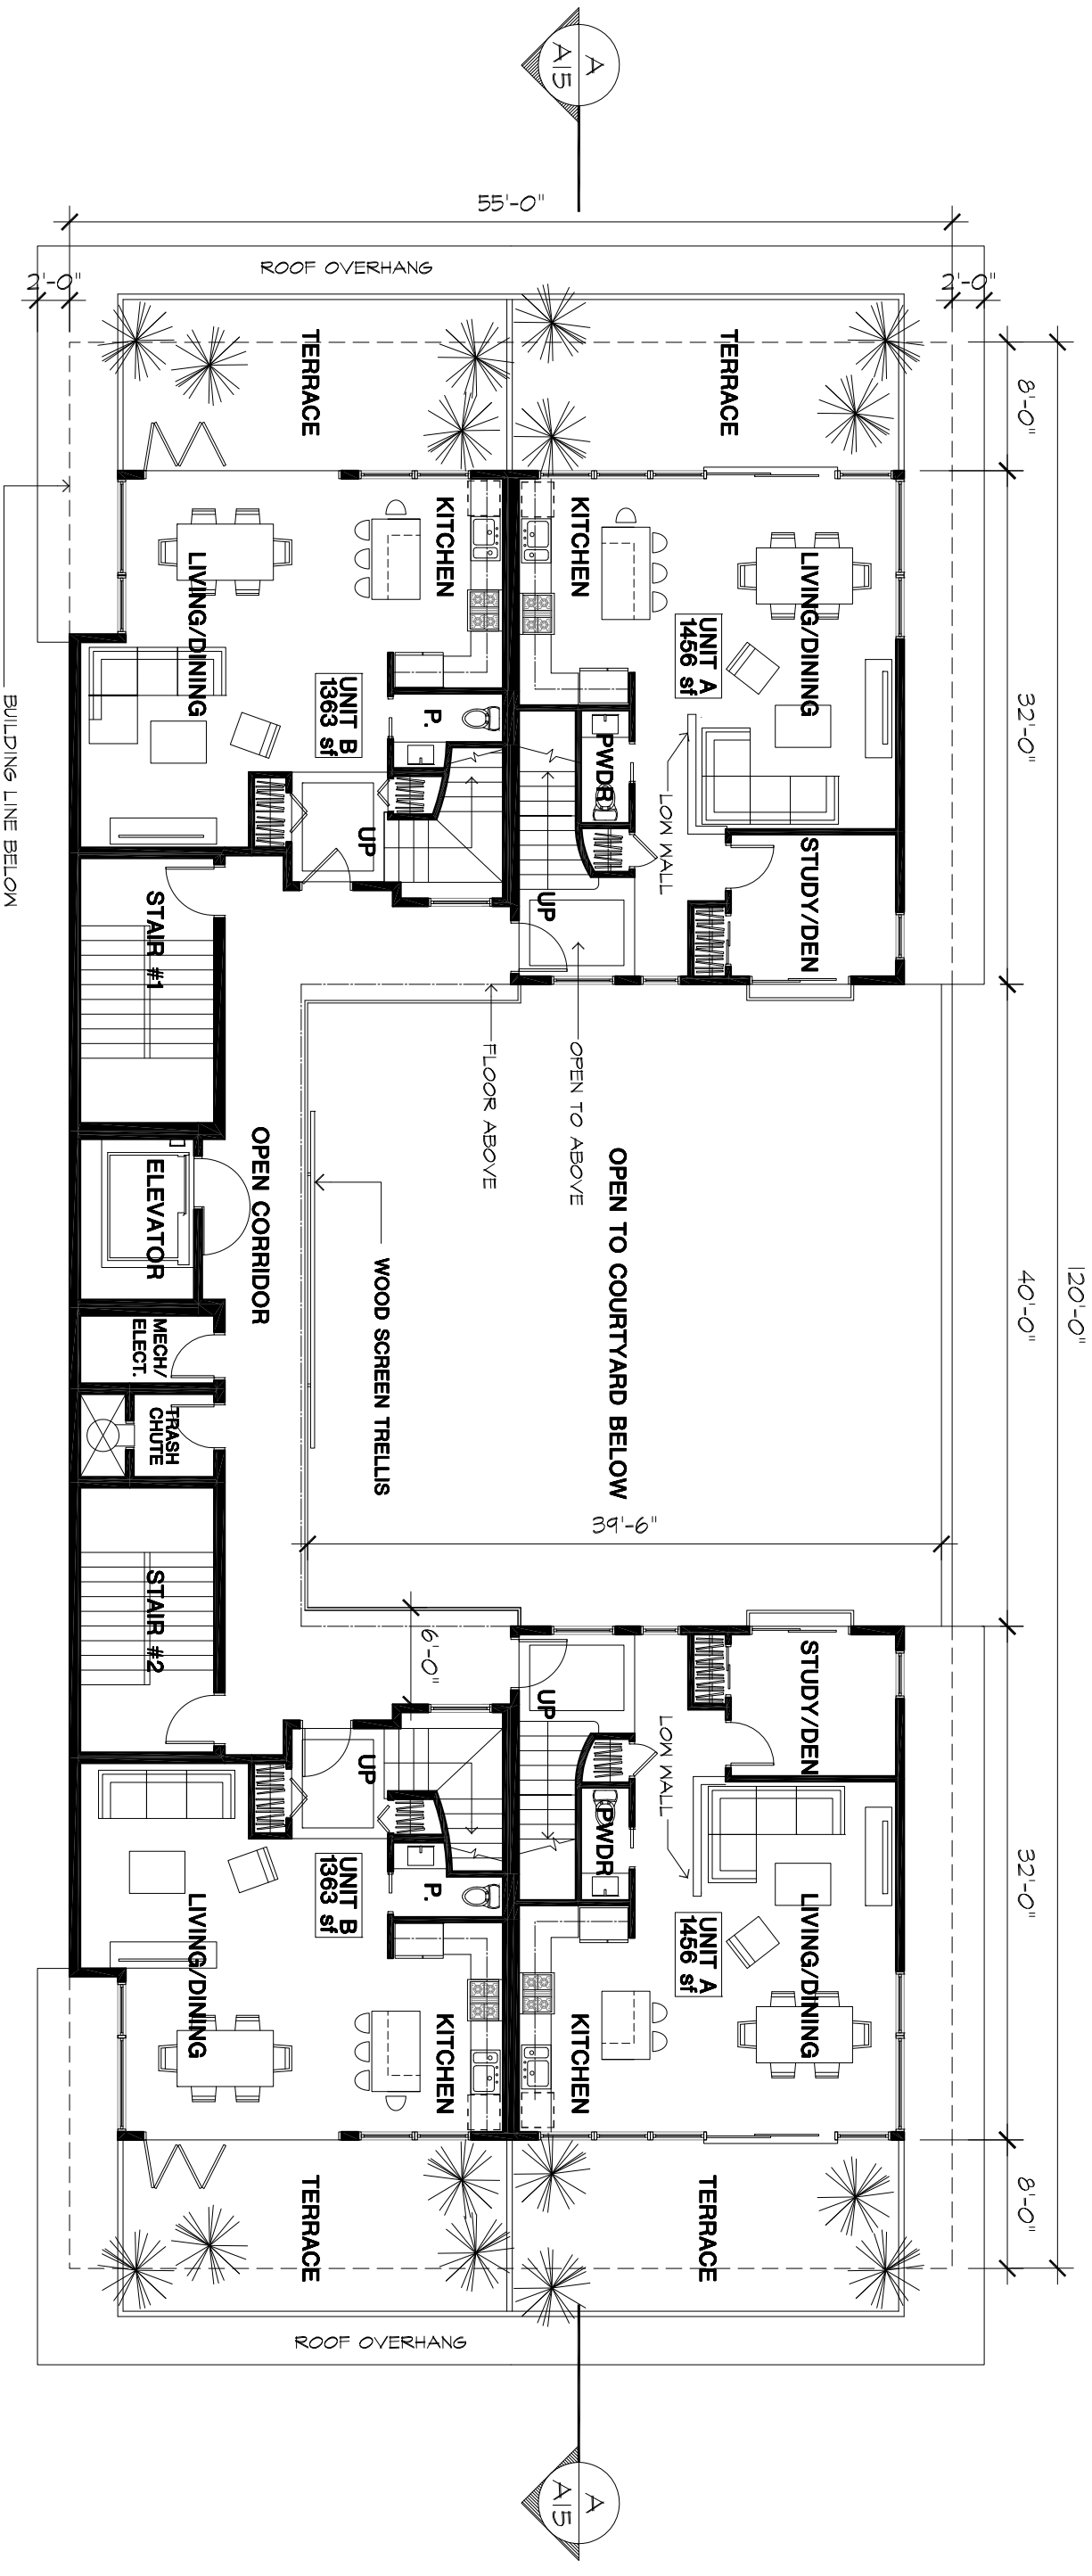 A
A15
55'-0"
ROOF OVERHANG
2'-0"
2'-0"
120'-0"
8'-0"
32'-0"
40'-0"
32'-0"
8'-0"
TERRACE
TERRACE
KITCHEN
KITCHEN
LIVING/DINING
LIVING/DINING
UNIT A
1456 sf
UNIT B
1363 sf
P.
PWDR
LOW WALL
STUDY/DEN
UP
UP
BUILDING LINE BELOW
STAIR #1
FLOOR ABOVE
OPEN TO ABOVE
OPEN TO COURTYARD BELOW
OPEN CORRIDOR
ELEVATOR
WOOD SCREEN TRELLIS
MECH/
ELECT.
TRASH
CHUTE
39'-6"
STAIR #2
6'-0"
STUDY/DEN
UP
UP
LOW WALL
PWDR
P.
UNIT A
1456 sf
UNIT B
1363 sf
LIVING/DINING
LIVING/DINING
KITCHEN
KITCHEN
TERRACE
TERRACE
ROOF OVERHANG
A
A15